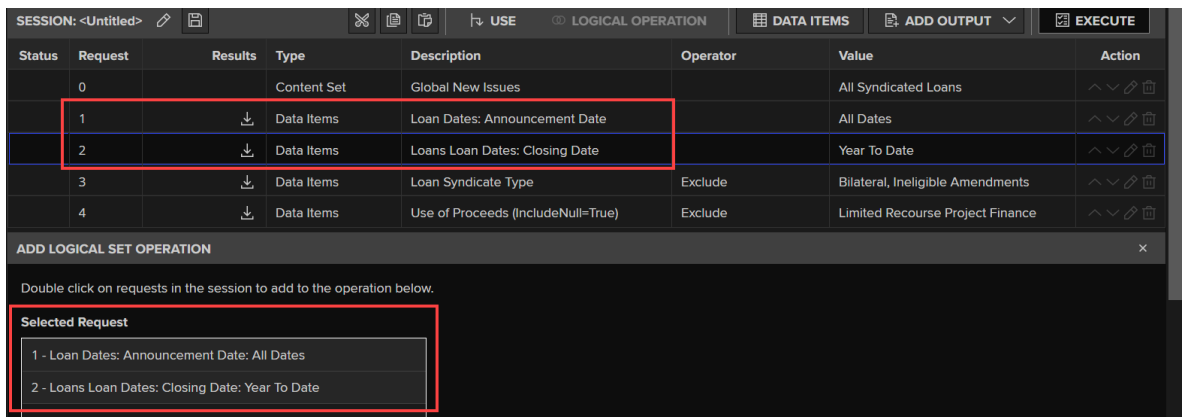 SESSION: <Untitled> USE LOGICAL OPERATION DATA ITEMS ADD OUTPUT EXECUTE
Status Request Results Type Description Operator Value Action
0 Content Set Global New Issues All Syndicated Loans
1 Data Items Loan Dates: Announcement Date All Dates
2 Data Items Loans Loan Dates: Closing Date Year To Date
3 Data Items Loan Syndicate Type Exclude Bilateral, Ineligible Amendments
4 Data Items Use of Proceeds (IncludeNull=True) Exclude Limited Recourse Project Finance
ADD LOGICAL SET OPERATION
Double click on requests in the session to add to the operation below.
Selected Request
1 - Loan Dates: Announcement Date: All Dates
2 - Loans Loan Dates: Closing Date: Year To Date